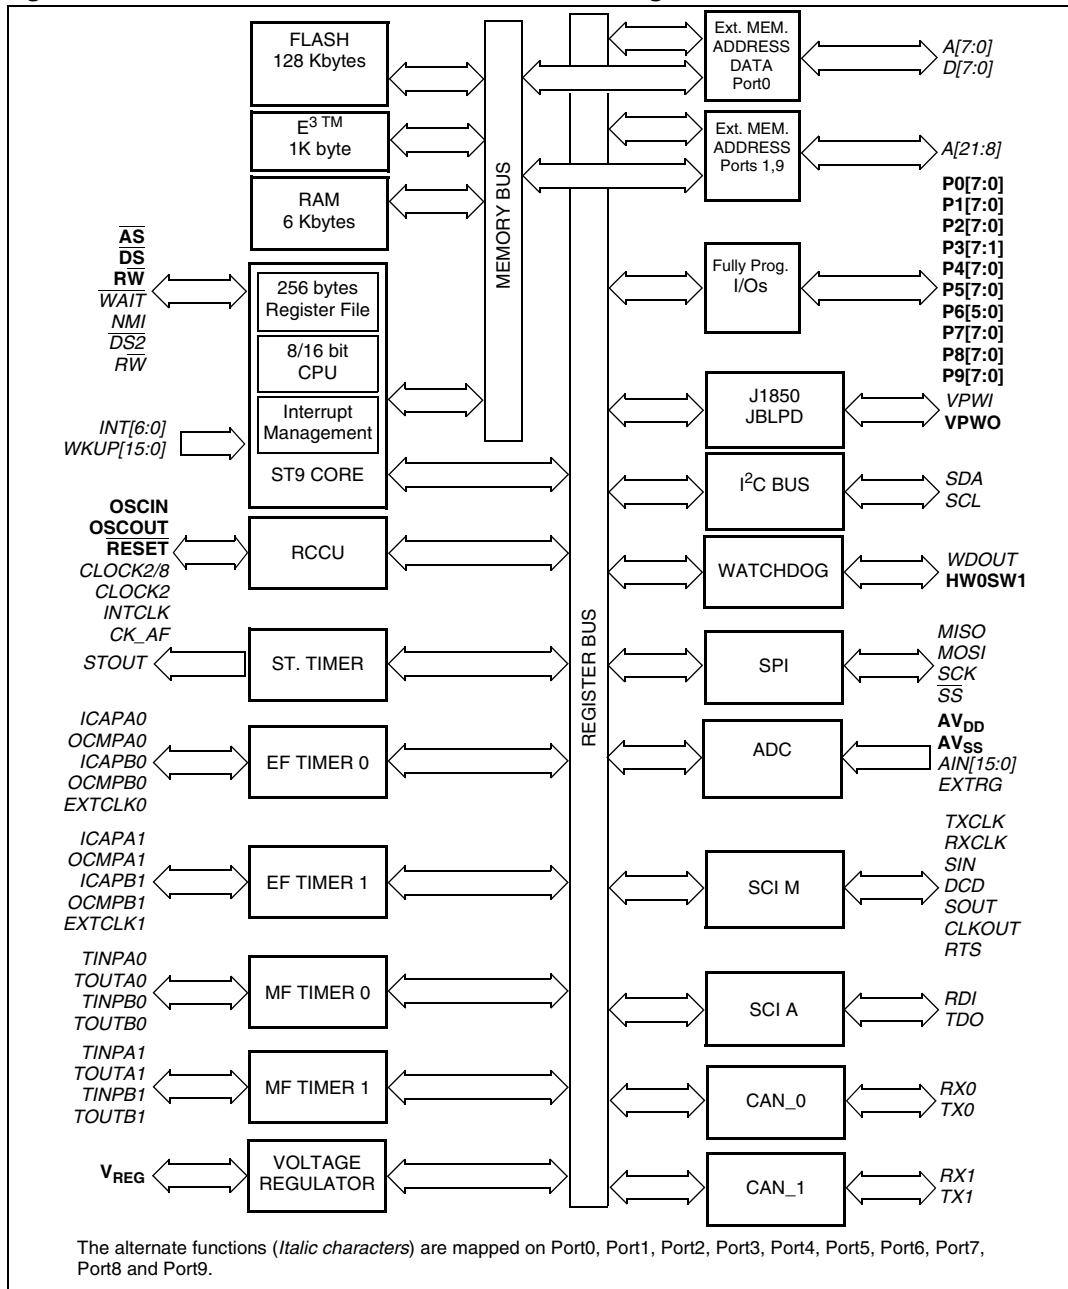 FLASH
128 Kbytes
E³ ™
1K byte
RAM
6 Kbytes
AS
DS
RW
WAIT
NMI
DS2
RW
256 bytes
Register File
8/16 bit
CPU
Interrupt
Management
ST9 CORE
INT[6:0]
WKUP[15:0]
OSCIN
OSCOUT
RESET
CLOCK2/8
CLOCK2
INTCLK
CK_AF
RCCU
STOUT
ST. TIMER
ICAPA0
OCMPA0
ICAPB0
OCMPB0
EXTCLK0
EF TIMER 0
ICAPA1
OCMPA1
ICAPB1
OCMPB1
EXTCLK1
EF TIMER 1
TINPA0
TOUTA0
TINPB0
TOUTB0
MF TIMER 0
TINPA1
TOUTA1
TINPB1
TOUTB1
MF TIMER 1
VREG
VOLTAGE
REGULATOR
MEMORY BUS
REGISTER BUS
Ext. MEM.
ADDRESS
DATA
Port0
A[7:0]
D[7:0]
Ext. MEM.
ADDRESS
Ports 1,9
A[21:8]
Fully Prog.
I/Os
P0[7:0]
P1[7:0]
P2[7:0]
P3[7:1]
P4[7:0]
P5[7:0]
P6[5:0]
P7[7:0]
P8[7:0]
P9[7:0]
J1850
JBLPD
VPWI
VPWO
I²C BUS
SDA
SCL
WATCHDOG
WDOUT
HW0SW1
SPI
MISO
MOSI
SCK
SS
ADC
AVDD
AVSS
AIN[15:0]
EXTRG
SCI M
TXCLK
RXCLK
SIN
DCD
SOUT
CLKOUT
RTS
SCI A
RDI
TDO
CAN_0
RX0
TX0
CAN_1
RX1
TX1
The alternate functions (Italic characters) are mapped on Port0, Port1, Port2, Port3, Port4, Port5, Port6, Port7,
Port8 and Port9.